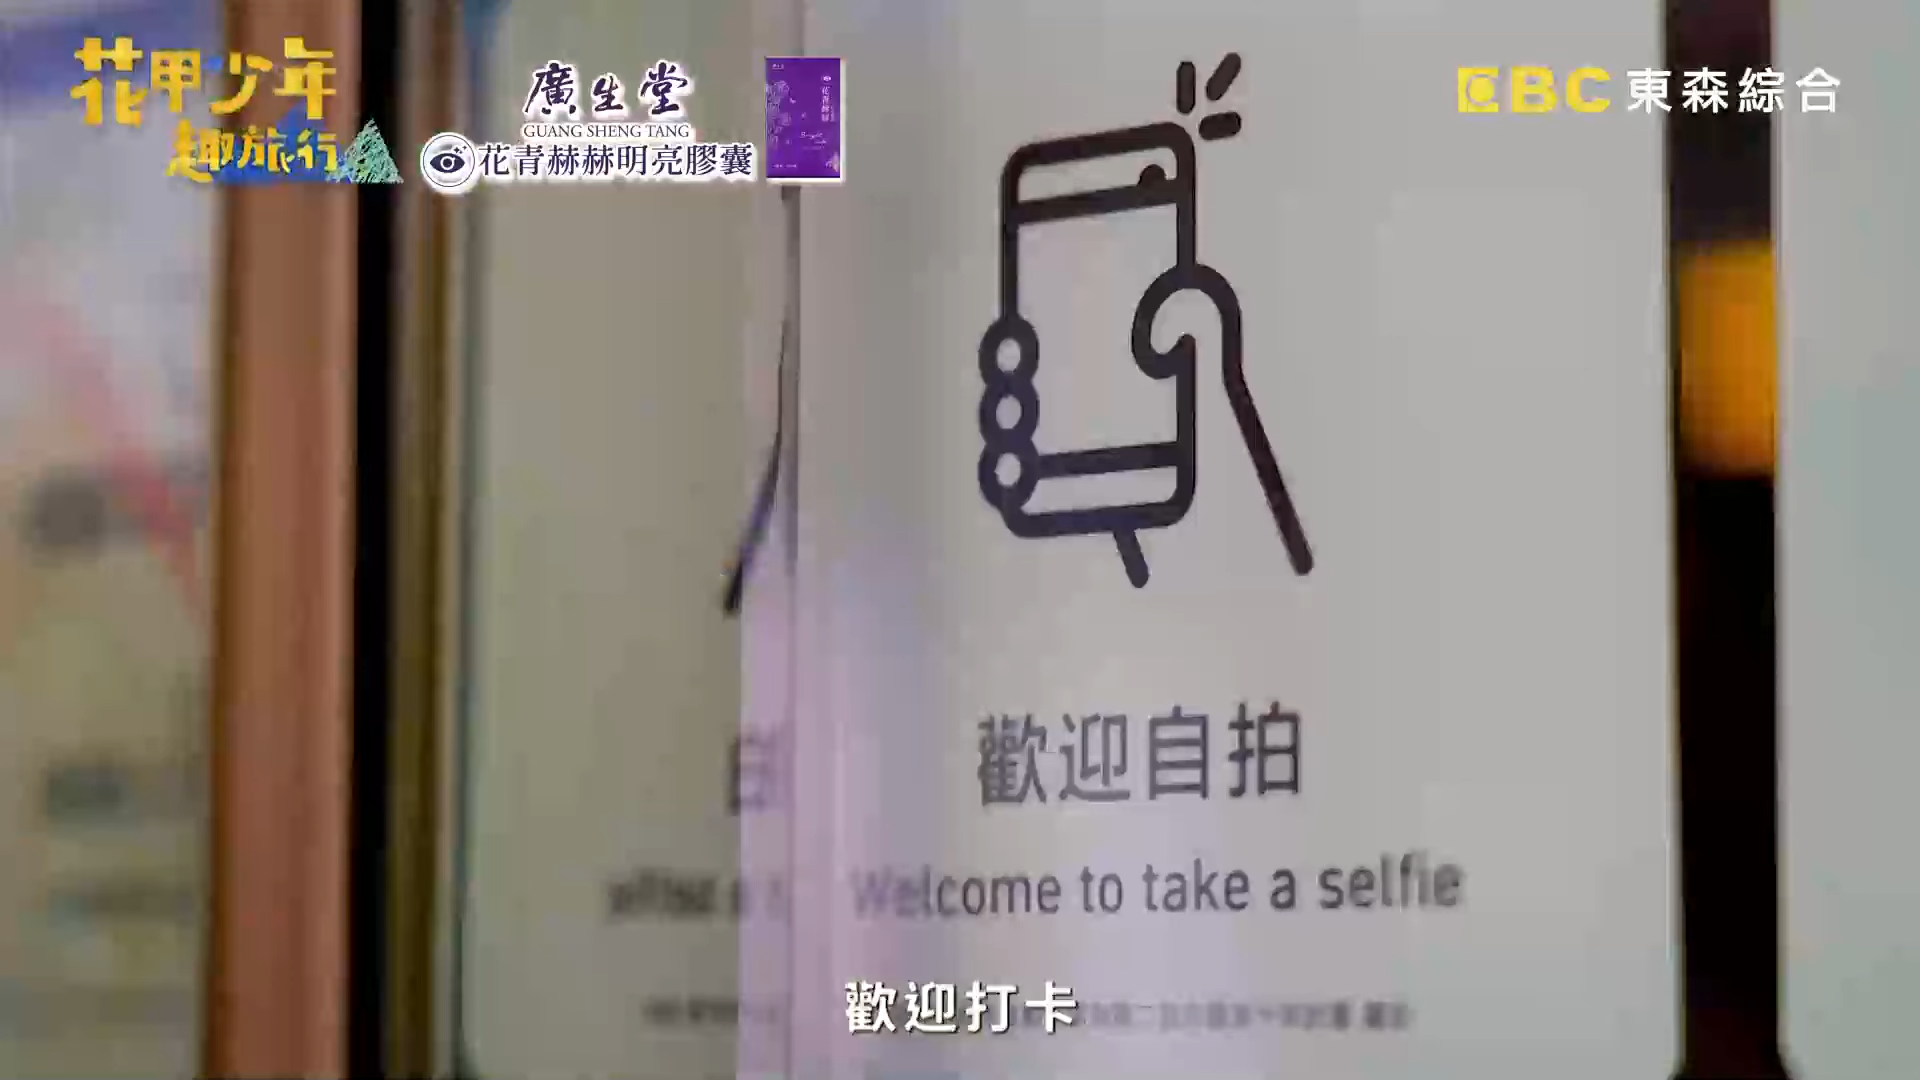 花甲少年
趣旅行
廣生堂
GUANG SHENG TANG
花青赫赫明亮膠囊
EBC 東森綜合
歡迎自拍
Welcome to take a selfie
歡迎打卡